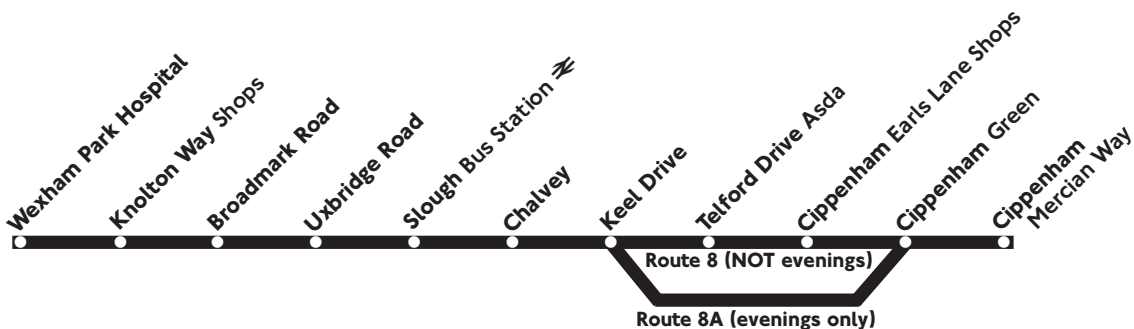 Wexham Park Hospital
Knolton Way Shops
Broadmark Road
Uxbridge Road
Slough Bus Station
Chalvey
Keel Drive
Telford Drive Asda
Cippenham Earls Lane Shops
Cippenham Green
Cippenham
Mercian Way
Route 8 (NOT evenings)
Route 8A (evenings only)